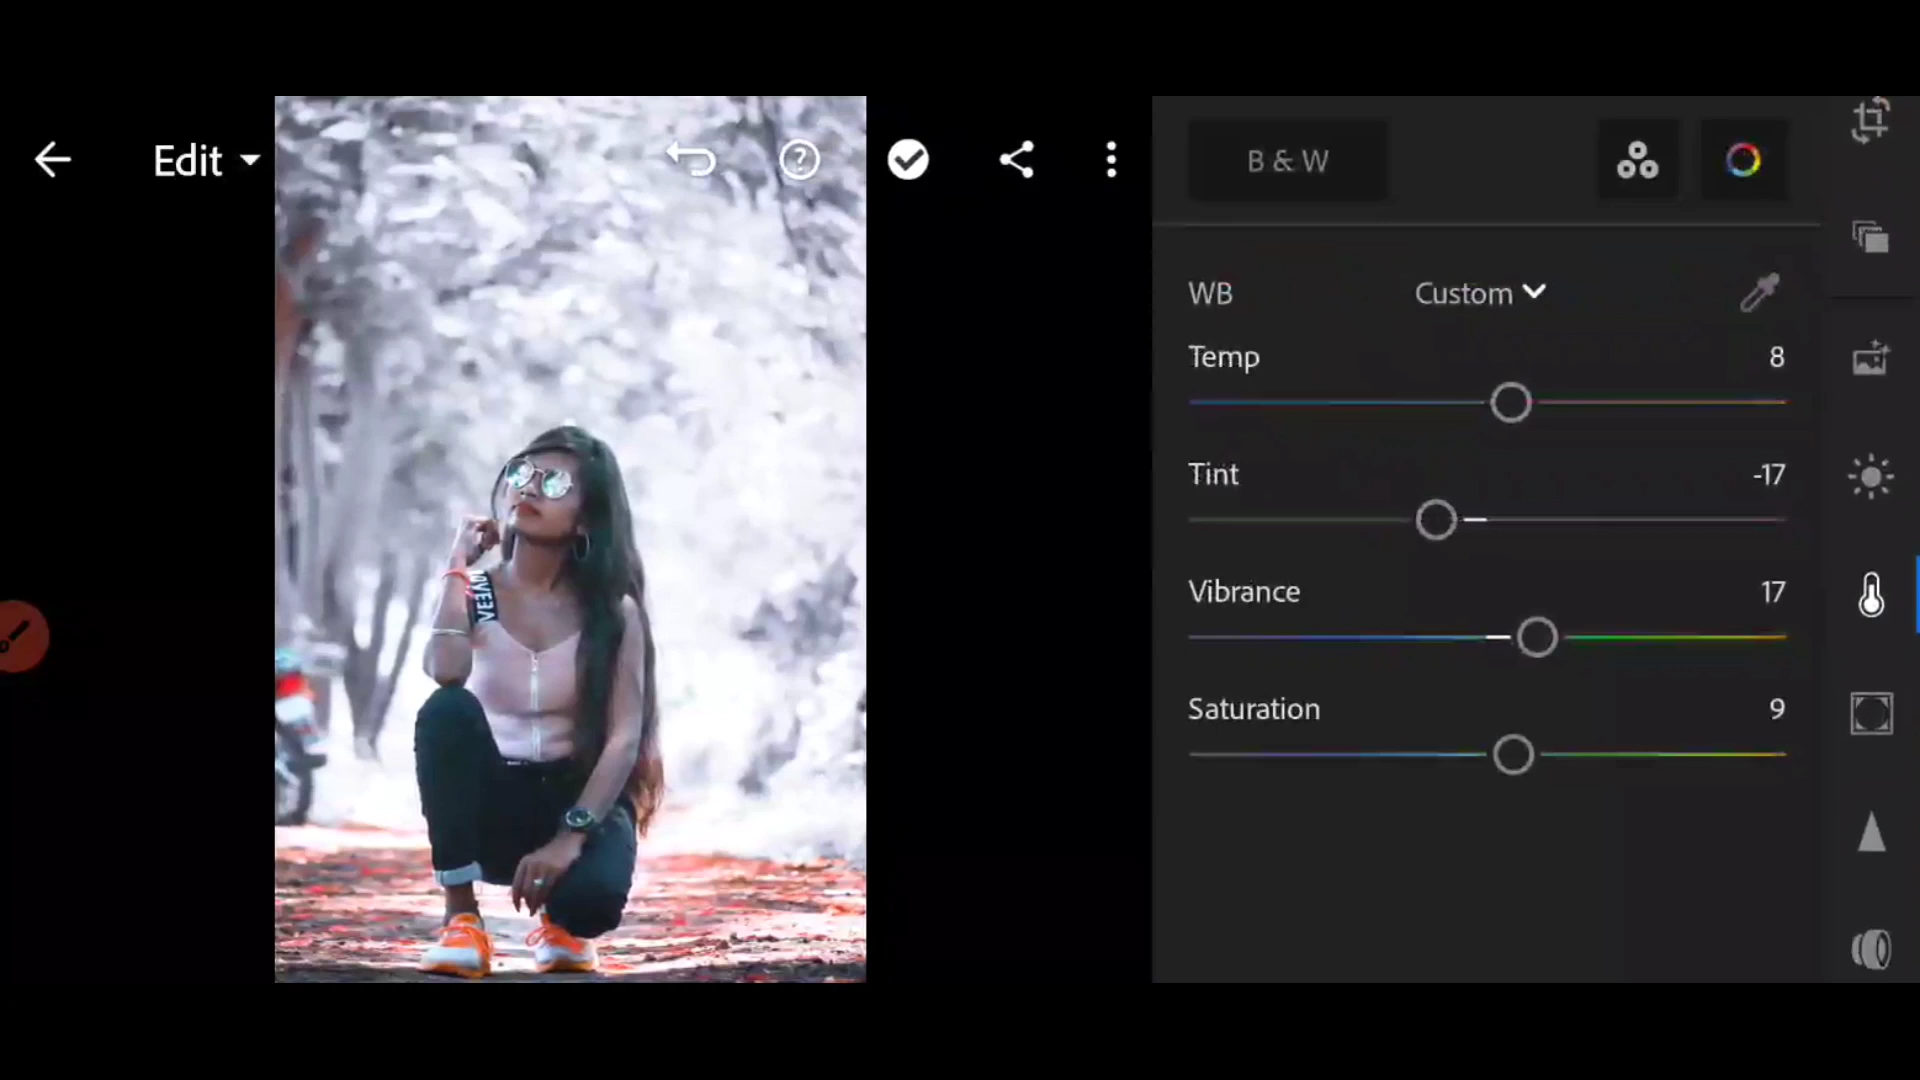 Edit
B & W
WB Custom
Temp 8
Tint -17
Vibrance 17
Saturation 9